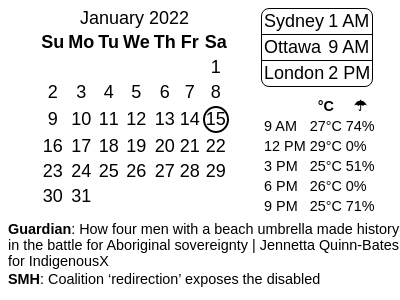 January 2022
Su Mo Tu We Th Fr Sa
1
2 3 4 5 6 7 8
9 10 11 12 13 14 15
16 17 18 19 20 21 22
23 24 25 26 27 28 29
30 31
Sydney 1 AM
Ottawa 9 AM
London 2 PM
°C ☂
9 AM 27°C 74%
12 PM 29°C 0%
3 PM 25°C 51%
6 PM 26°C 0%
9 PM 25°C 71%
Guardian: How four men with a beach umbrella made history
in the battle for Aboriginal sovereignty | Jennetta Quinn-Bates
for IndigenousX
SMH: Coalition ‘redirection’ exposes the disabled